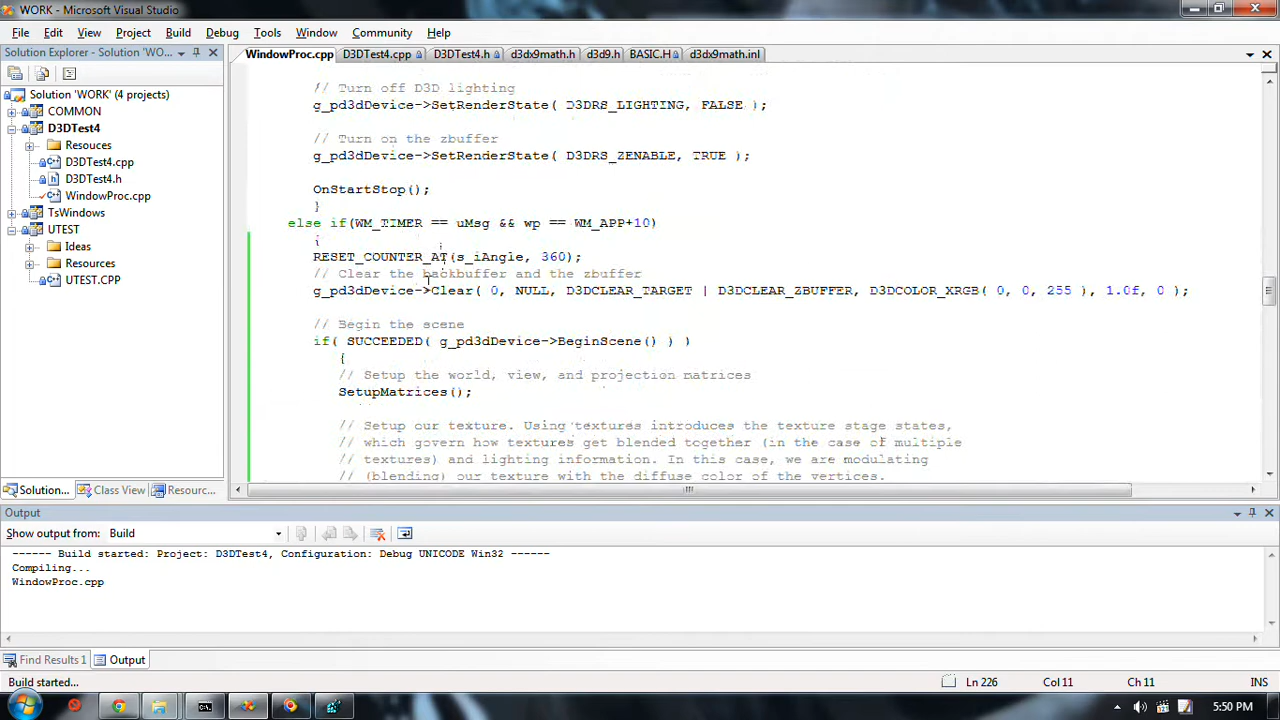 WORK - Microsoft Visual Studio
File Edit View Project Build Debug Tools Window Community Help
Solution Explorer - Solution 'WO...
WindowProc.cpp D3DTest4.cpp D3DTest4.h d3dx9math.h d3d9.h BASIC.H d3dx9math.inl
Solution 'WORK' (4 projects)
COMMON
D3DTest4
Resouces
D3DTest4.cpp
D3DTest4.h
WindowProc.cpp
TsWindows
UTEST
Ideas
Resources
UTEST.CPP
Solution... Class View Resourc...
// Turn off D3D lighting
g_pd3dDevice->SetRenderState( D3DRS_LIGHTING, FALSE );
// Turn on the zbuffer
g_pd3dDevice->SetRenderState( D3DRS_ZENABLE, TRUE );
OnStartStop();
}
else if(WM_TIMER == uMsg && wp == WM_APP+10)
{
RESET_COUNTER_AT(s_iAngle, 360);
// Clear the backbuffer and the zbuffer
g_pd3dDevice->Clear( 0, NULL, D3DCLEAR_TARGET | D3DCLEAR_ZBUFFER, D3DCOLOR_XRGB( 0, 0, 255 ), 1.0f, 0 );
// Begin the scene
if( SUCCEEDED( g_pd3dDevice->BeginScene() ) )
{
// Setup the world, view, and projection matrices
SetupMatrices();
// Setup our texture. Using textures introduces the texture stage states,
// which govern how textures get blended together (in the case of multiple
// textures) and lighting information. In this case, we are modulating
// (blending) our texture with the diffuse color of the vertices.
Output
Show output from: Build
------ Build started: Project: D3DTest4, Configuration: Debug UNICODE Win32 ------
Compiling...
WindowProc.cpp
Find Results 1 Output
Build started... Ln 226 Col 11 Ch 11 INS
5:50 PM